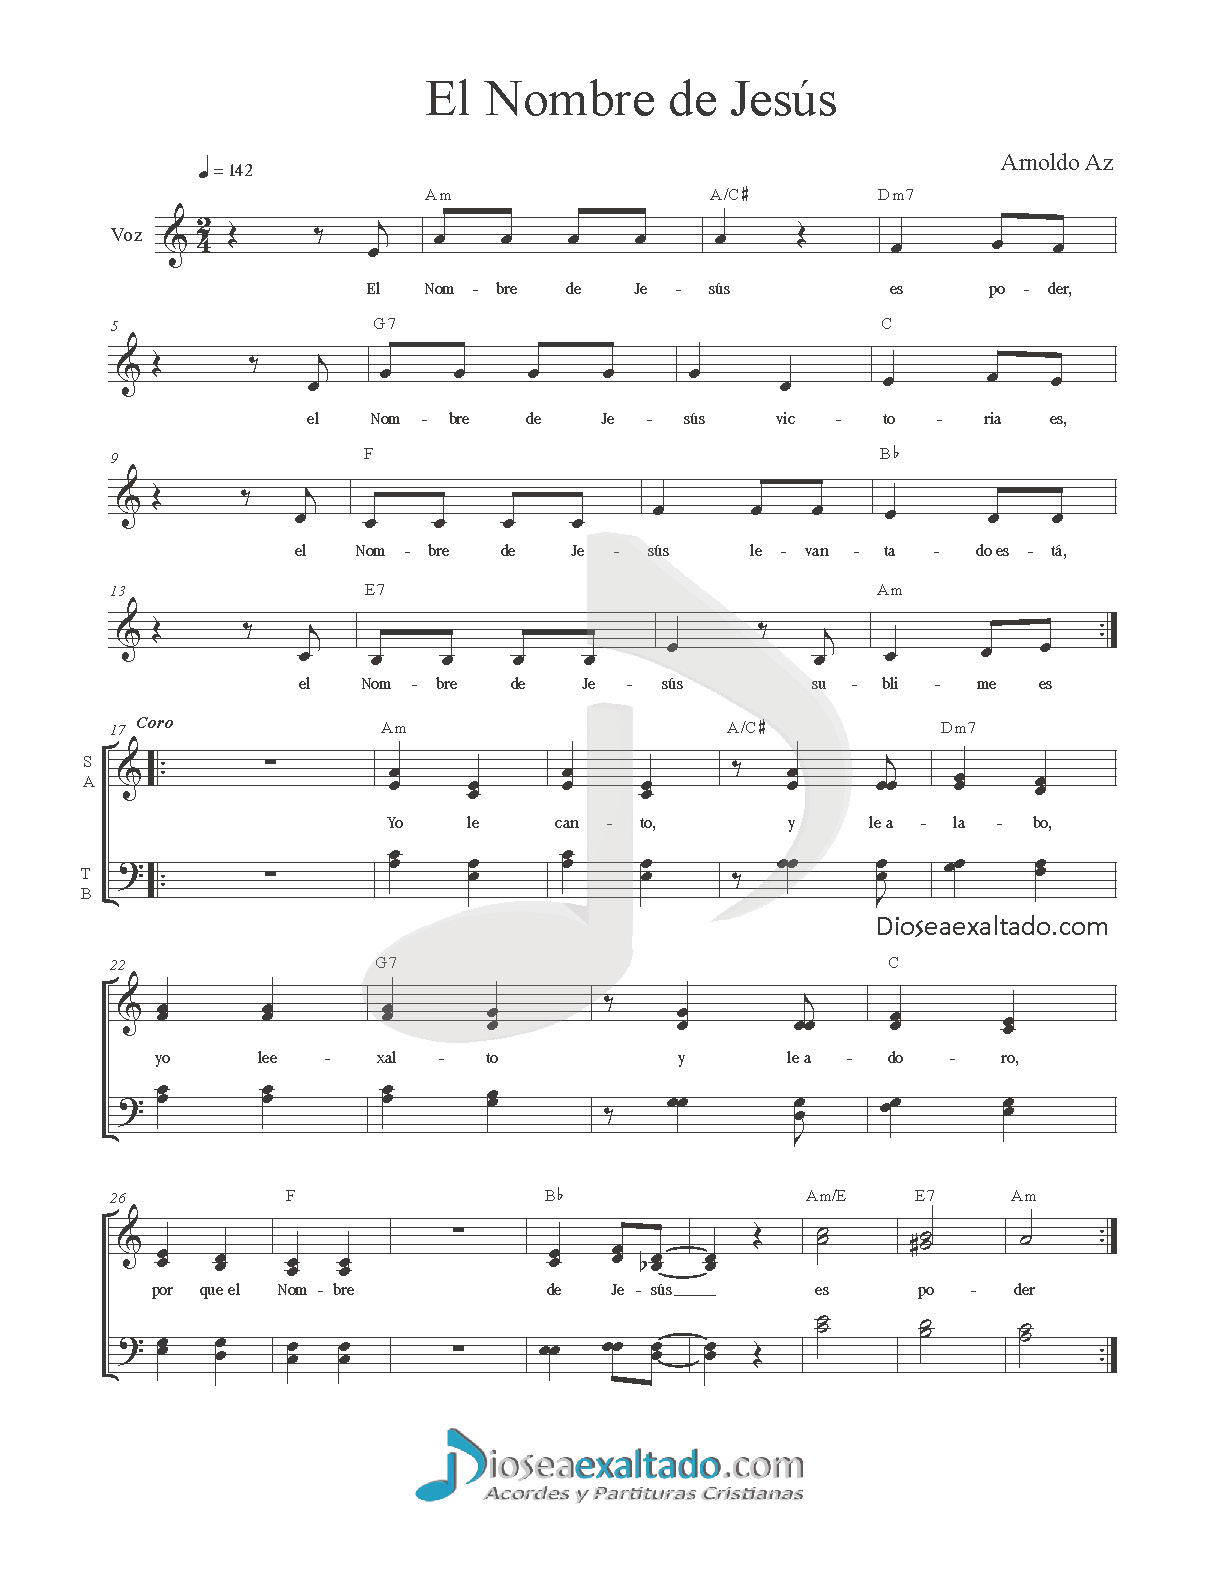 El Nombre de Jesús
Arnoldo Az
= 142
Am A/C♯ Dm7
Voz
2
4
El Nom - bre de Je - sús es po - der,
5 G7 C
el Nom - bre de Je - sús vic - to - ria es,
9 F B♭
el Nom - bre de Je - sús le - van - ta - do es - tá,
13 E7 Am
el Nom - bre de Je - sús su - bli - me es
17 Coro Am A/C♯ Dm7
S
A
Yo le can - to, y le a - la - bo,
T
B
Dioseaexaltado.com
22 G7 C
yo lee - xal - to y le a - do - ro,
26 F B♭ Am/E E7 Am
por que el Nom - bre de Je - sús____ es po - der
Dioseaexaltado.com
Acordes y Partituras Cristianas